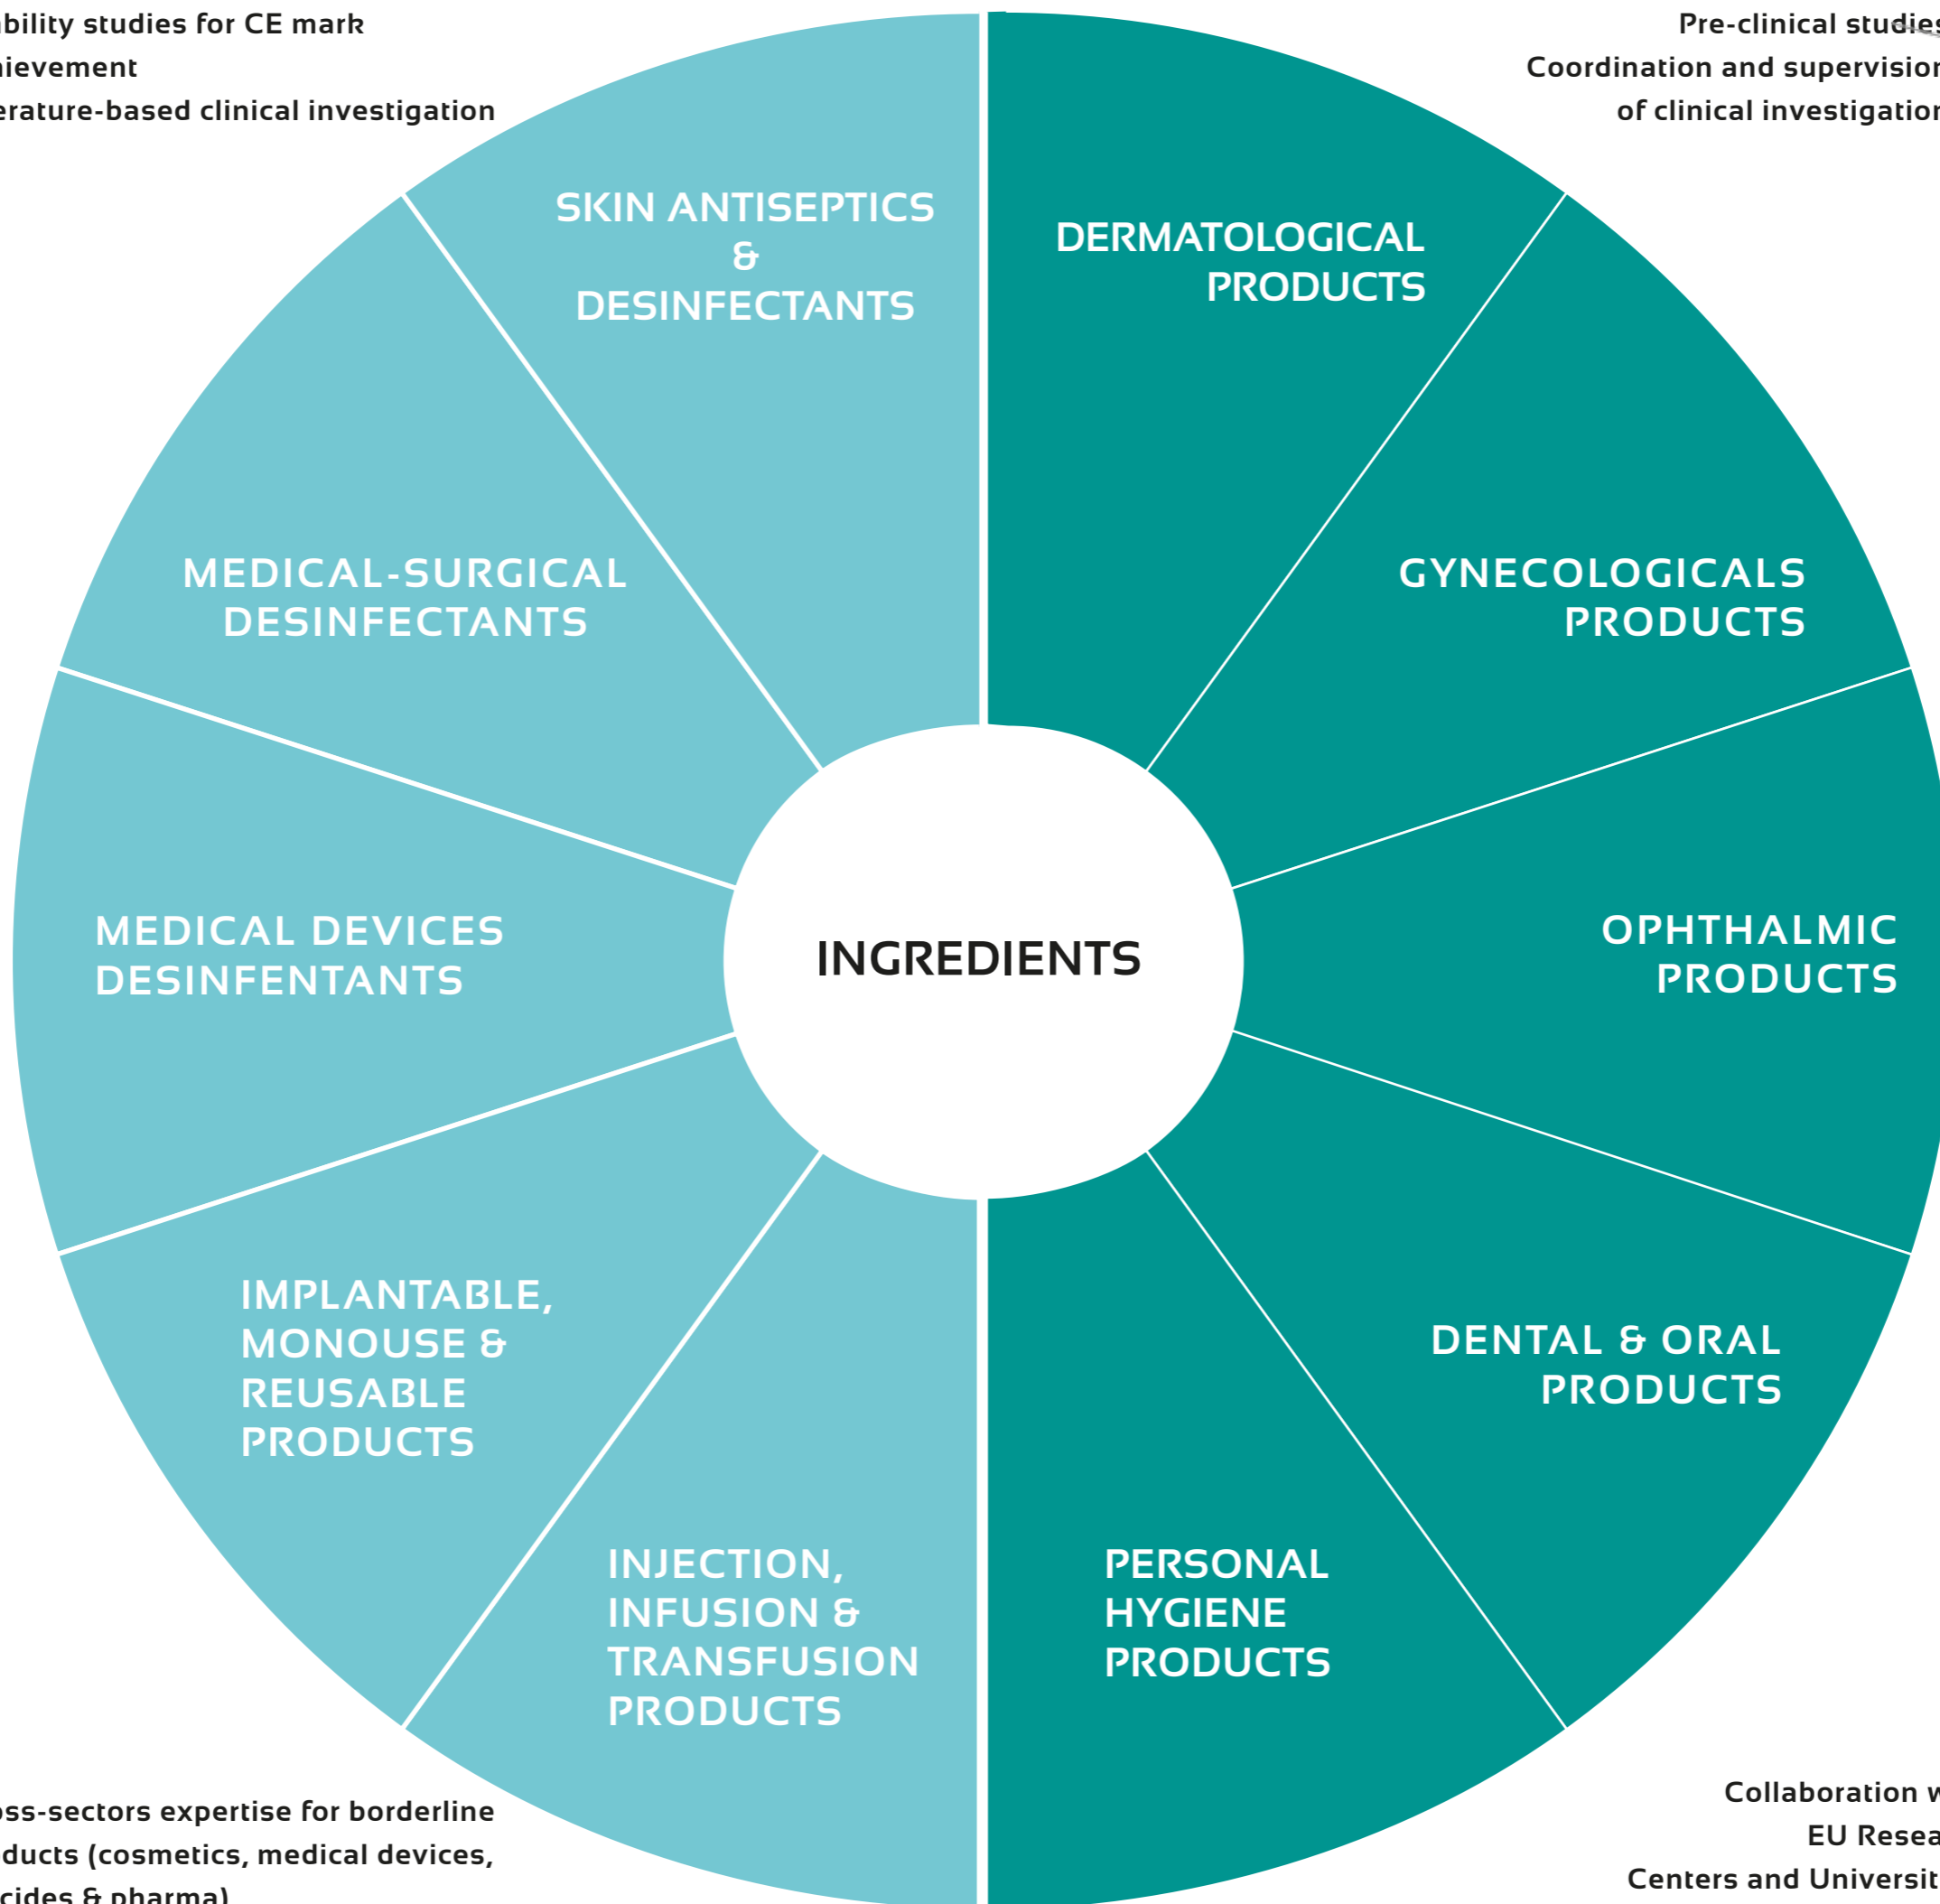 ability studies for CE mark
hievement
erature-based clinical investigation
Pre-clinical studies
Coordination and supervision
of clinical investigation
SKIN ANTISEPTICS
&
DESINFECTANTS
DERMATOLOGICAL
PRODUCTS
MEDICAL-SURGICAL
DESINFECTANTS
GYNECOLOGICALS
PRODUCTS
MEDICAL DEVICES
DESINFENTANTS
INGREDIENTS
OPHTHALMIC
PRODUCTS
IMPLANTABLE,
MONOUSE &
REUSABLE
PRODUCTS
DENTAL & ORAL
PRODUCTS
INJECTION,
INFUSION &
TRANSFUSION
PRODUCTS
PERSONAL
HYGIENE
PRODUCTS
oss-sectors expertise for borderline
ducts (cosmetics, medical devices,
cides & pharma)
Collaboration w
EU Resea
Centers and Universit